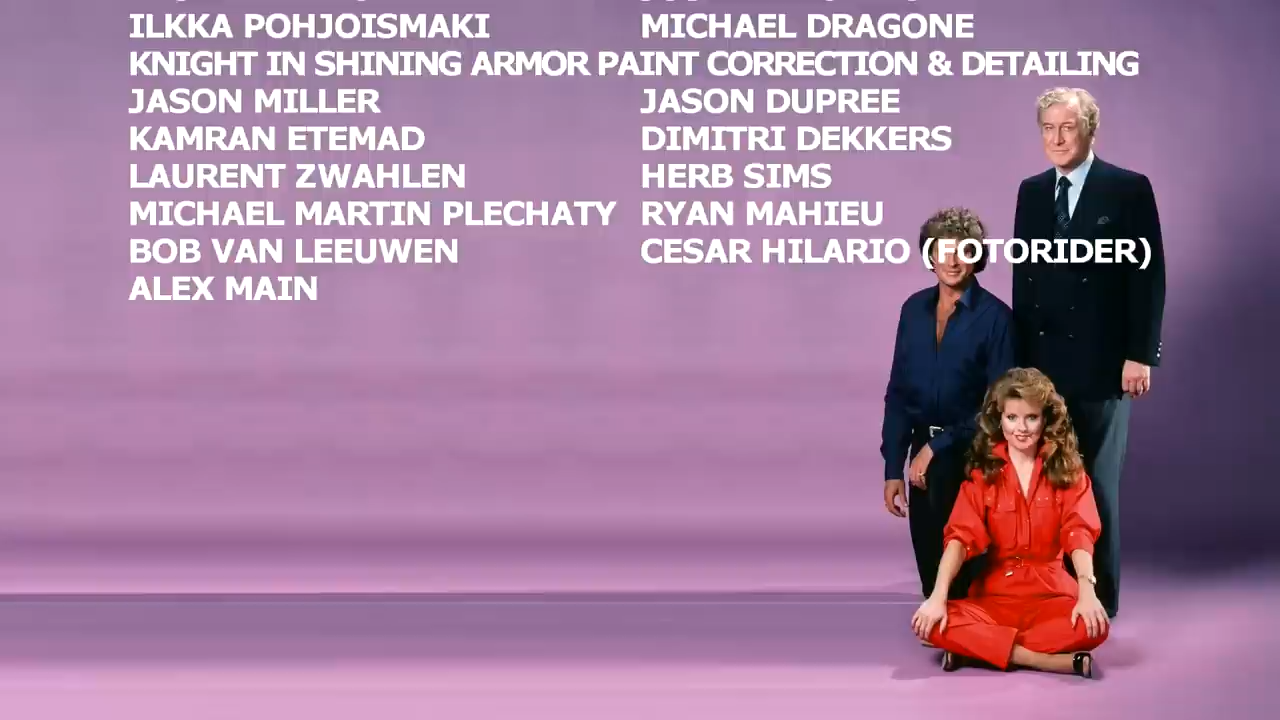 ILKKA POHJOISMAKI MICHAEL DRAGONE
KNIGHT IN SHINING ARMOR PAINT CORRECTION & DETAILING
JASON MILLER JASON DUPREE
KAMRAN ETEMAD DIMITRI DEKKERS
LAURENT ZWAHLEN HERB SIMS
MICHAEL MARTIN PLECHATY RYAN MAHIEU
BOB VAN LEEUWEN CESAR HILARIO (FOTORIDER)
ALEX MAIN